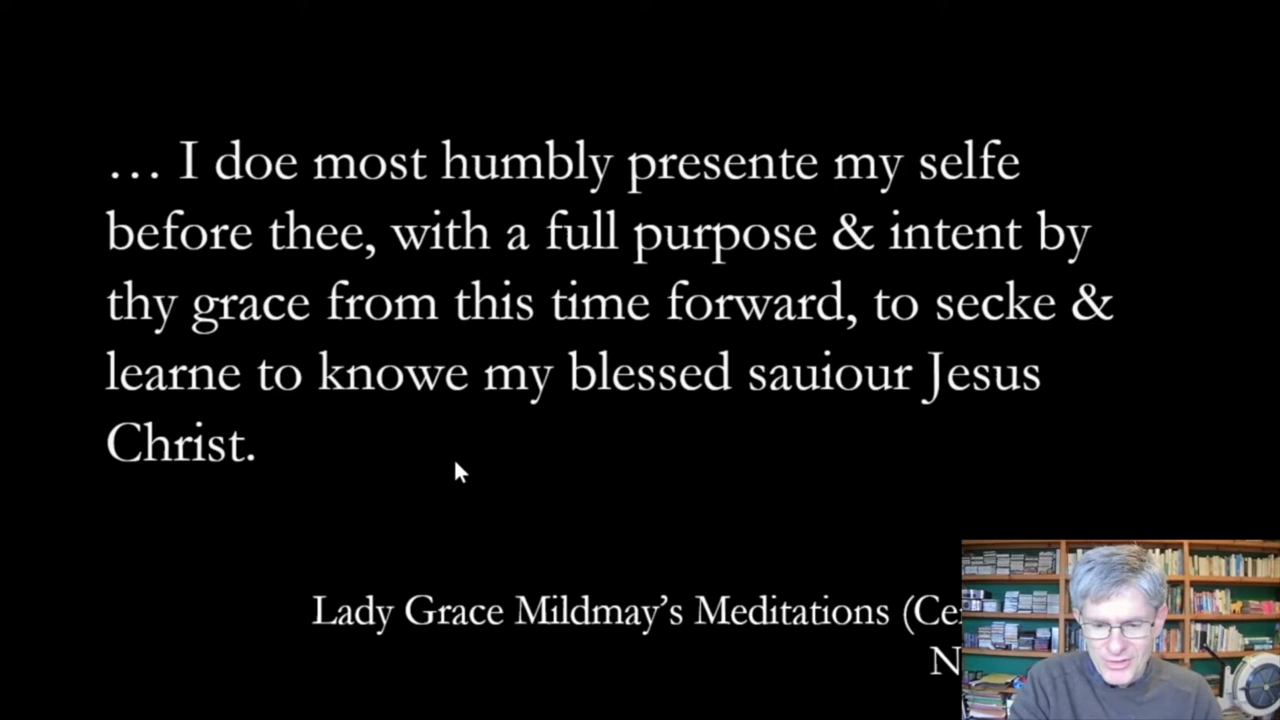 … I doe most humbly presente my selfe
before thee, with a full purpose & intent by
thy grace from this time forward, to secke &
learne to knowe my blessed sauiour Jesus
Christ.
Lady Grace Mildmay’s Meditations